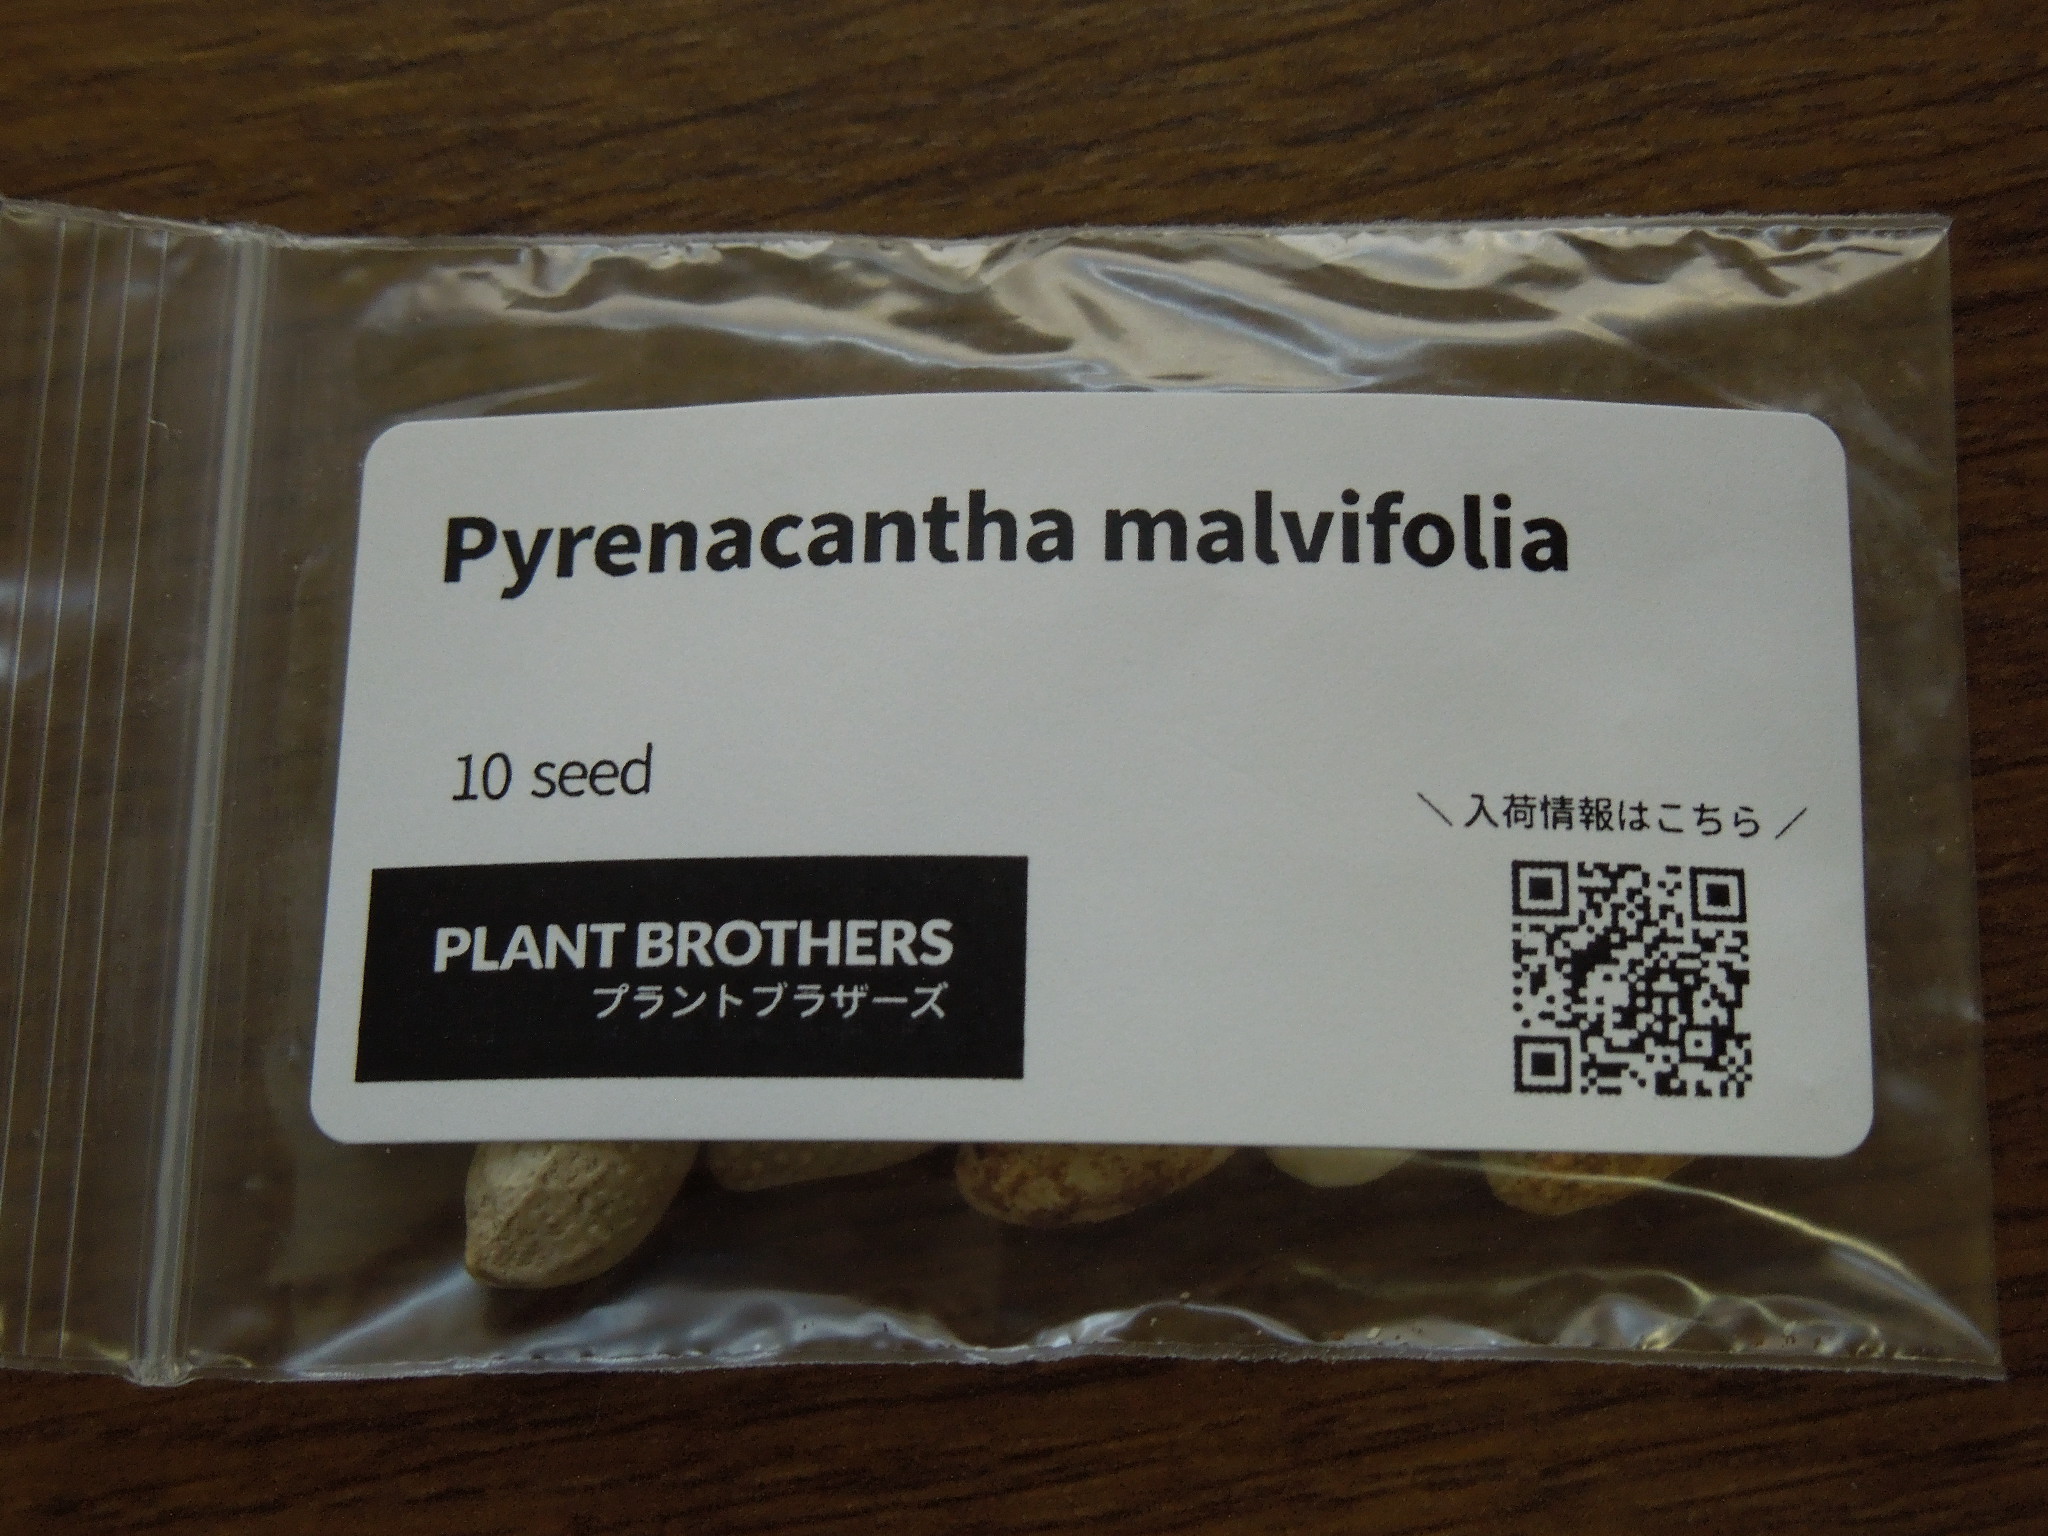 Pyrenacantha malvifolia
10 seed
\ 入荷情報はこちら /
PLANT BROTHERS
プラントブラザーズ